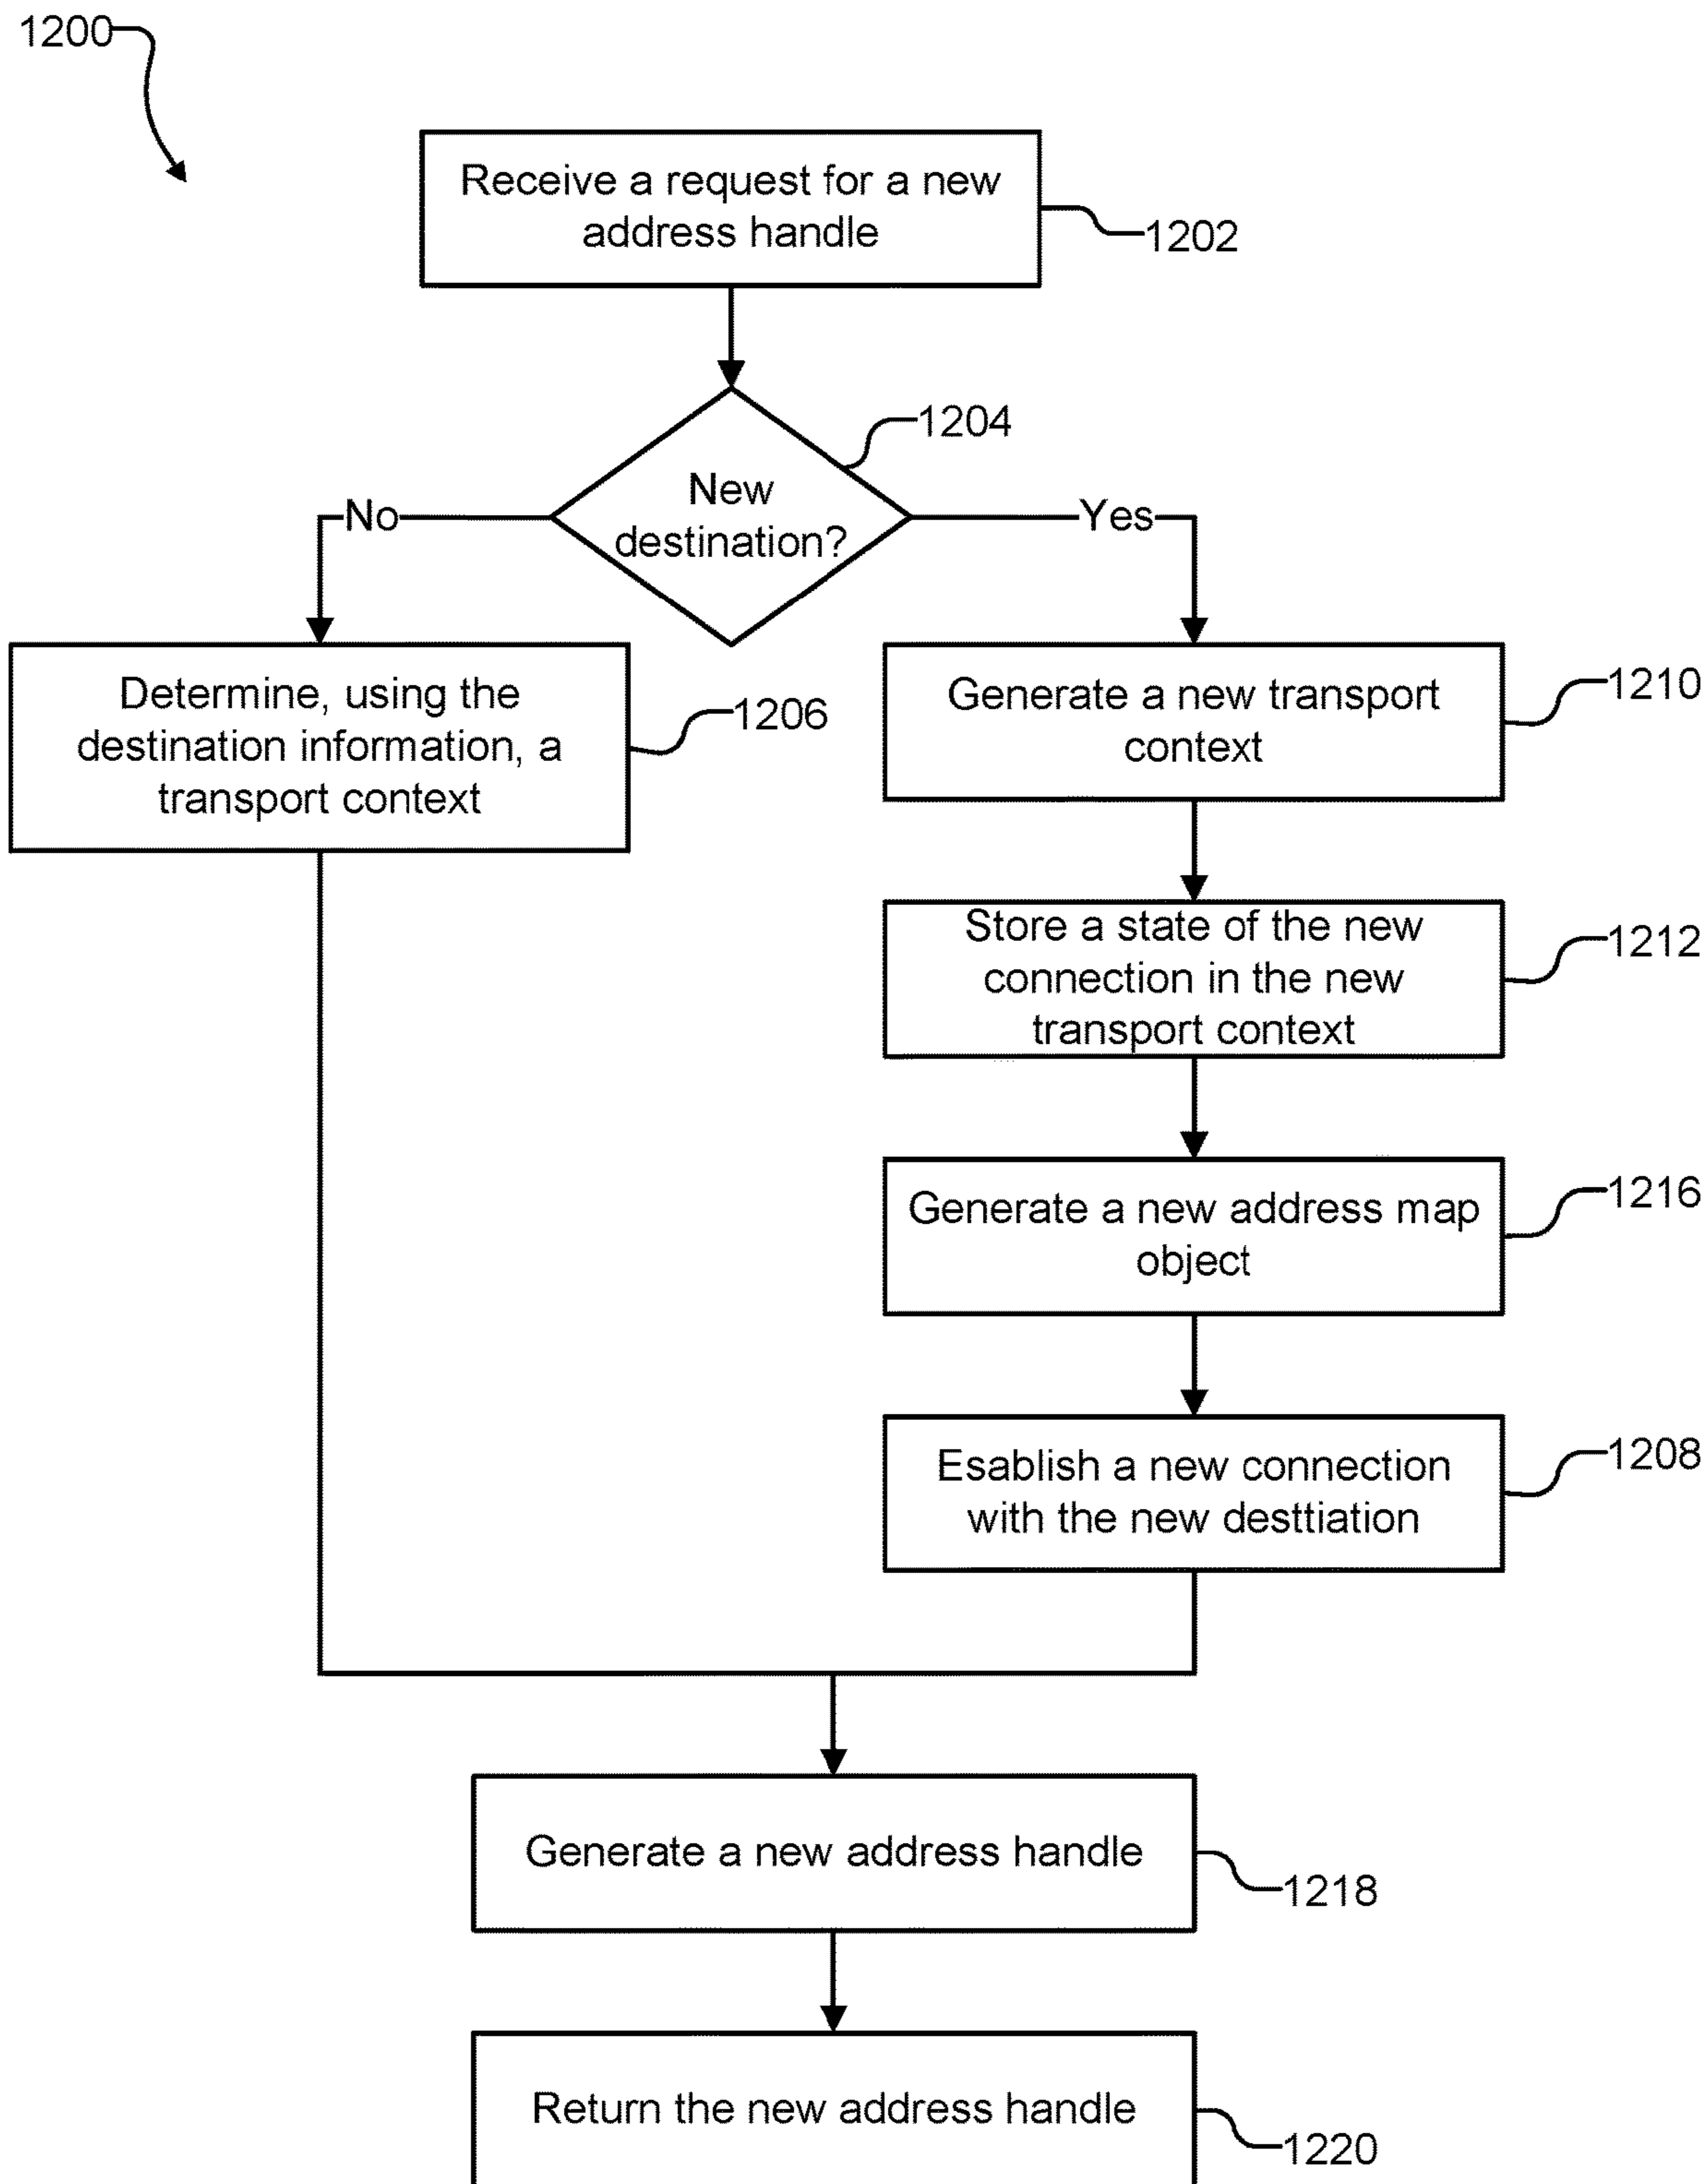 1200
Receive a request for a new
address handle
1202
1204
New
destination?
No
Yes
Determine, using the
destination information, a
transport context
1206
Generate a new transport
context
1210
Store a state of the new
connection in the new
transport context
1212
Generate a new address map
object
1216
Esablish a new connection
with the new desttiation
1208
Generate a new address handle
1218
Return the new address handle
1220